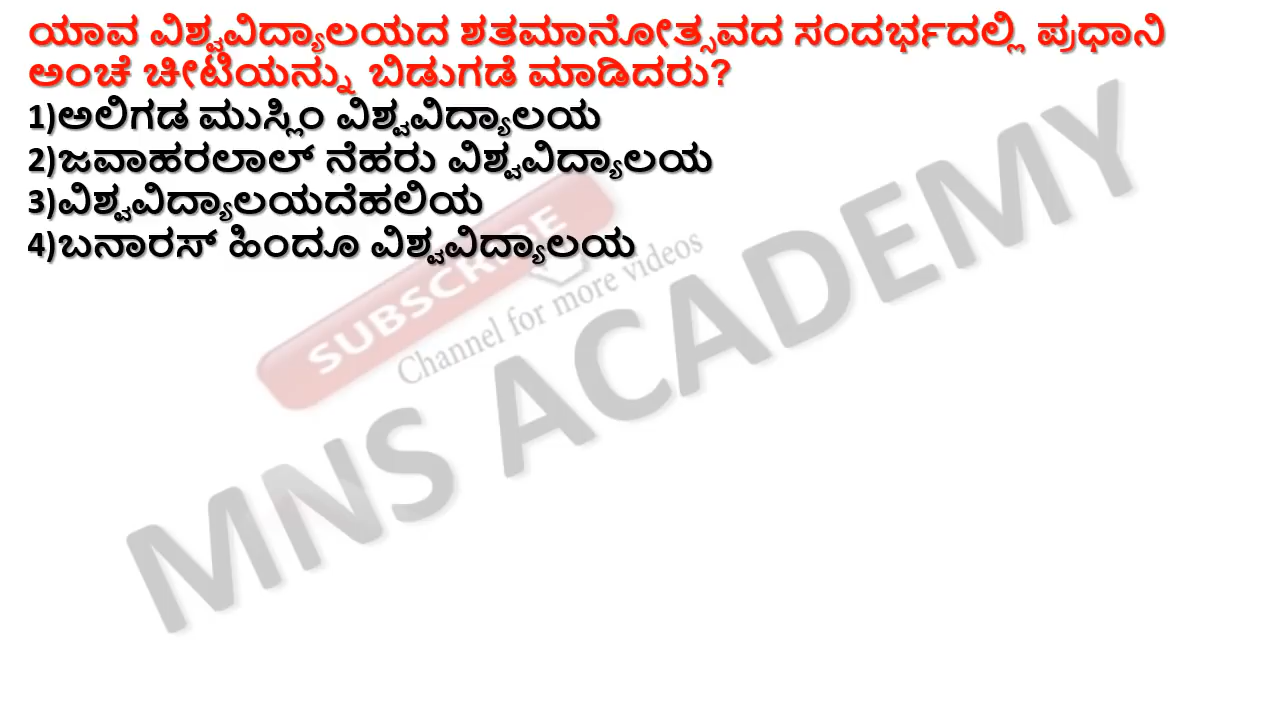 ಯಾವ ವಿಶ್ವವಿದ್ಯಾಲಯದ ಶತಮಾನೋತ್ಸವದ ಸಂದರ್ಭದಲ್ಲಿ ಪ್ರಧಾನಿ
ಅಂಚೆ ಚೀಟಿಯನ್ನು ಬಿಡುಗಡೆ ಮಾಡಿದರು?
1)ಅಲಿಗಡ ಮುಸ್ಲಿಂ ವಿಶ್ವವಿದ್ಯಾಲಯ
2)ಜವಾಹರಲಾಲ್ ನೆಹರು ವಿಶ್ವವಿದ್ಯಾಲಯ
3)ವಿಶ್ವವಿದ್ಯಾಲಯದೆಹಲಿಯ
4)ಬನಾರಸ್ ಹಿಂದೂ ವಿಶ್ವವಿದ್ಯಾಲಯ
SUBSCRIBE
Channel for more videos
MNS ACADEMY